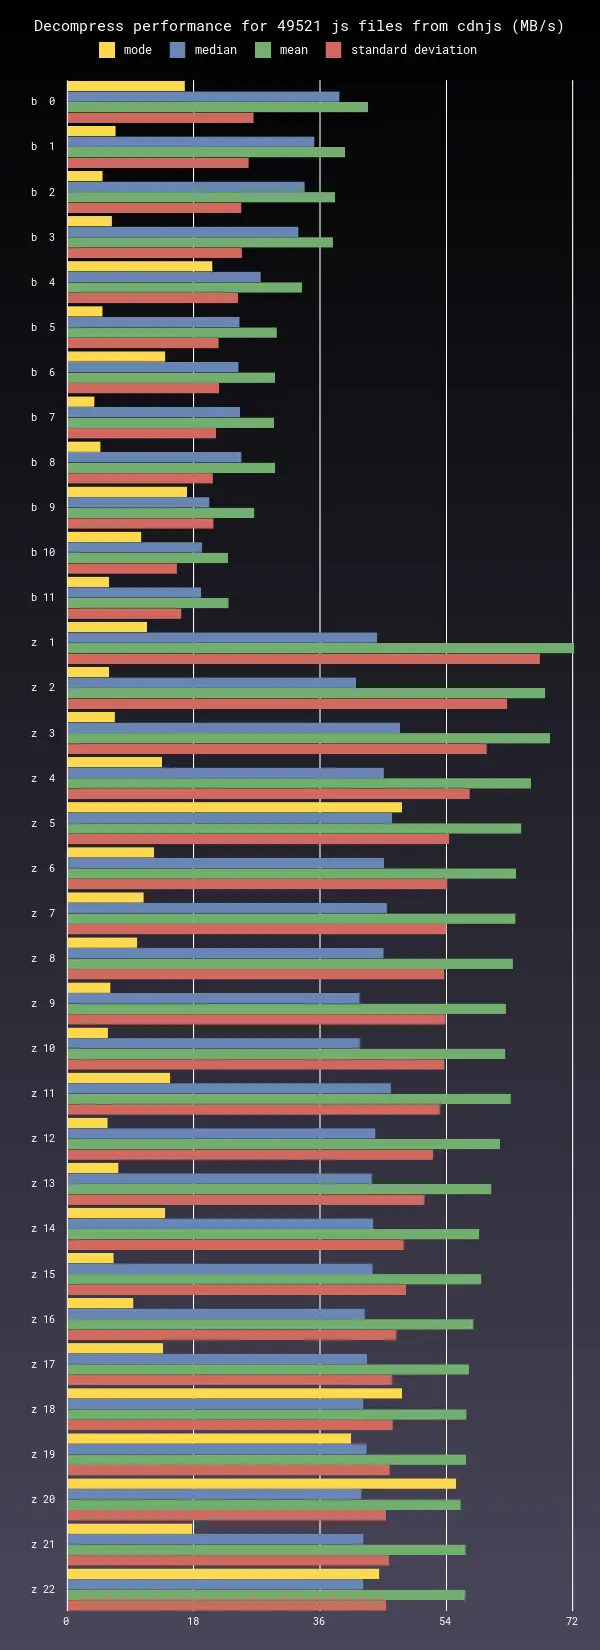 Decompress performance for 49521 js files from cdnjs (MB/s)
mode median mean standard deviation
b 0
b 1
b 2
b 3
b 4
b 5
b 6
b 7
b 8
b 9
b 10
b 11
z 1
z 2
z 3
z 4
z 5
z 6
z 7
z 8
z 9
z 10
z 11
z 12
z 13
z 14
z 15
z 16
z 17
z 18
z 19
z 20
z 21
z 22
0 18 36 54 72